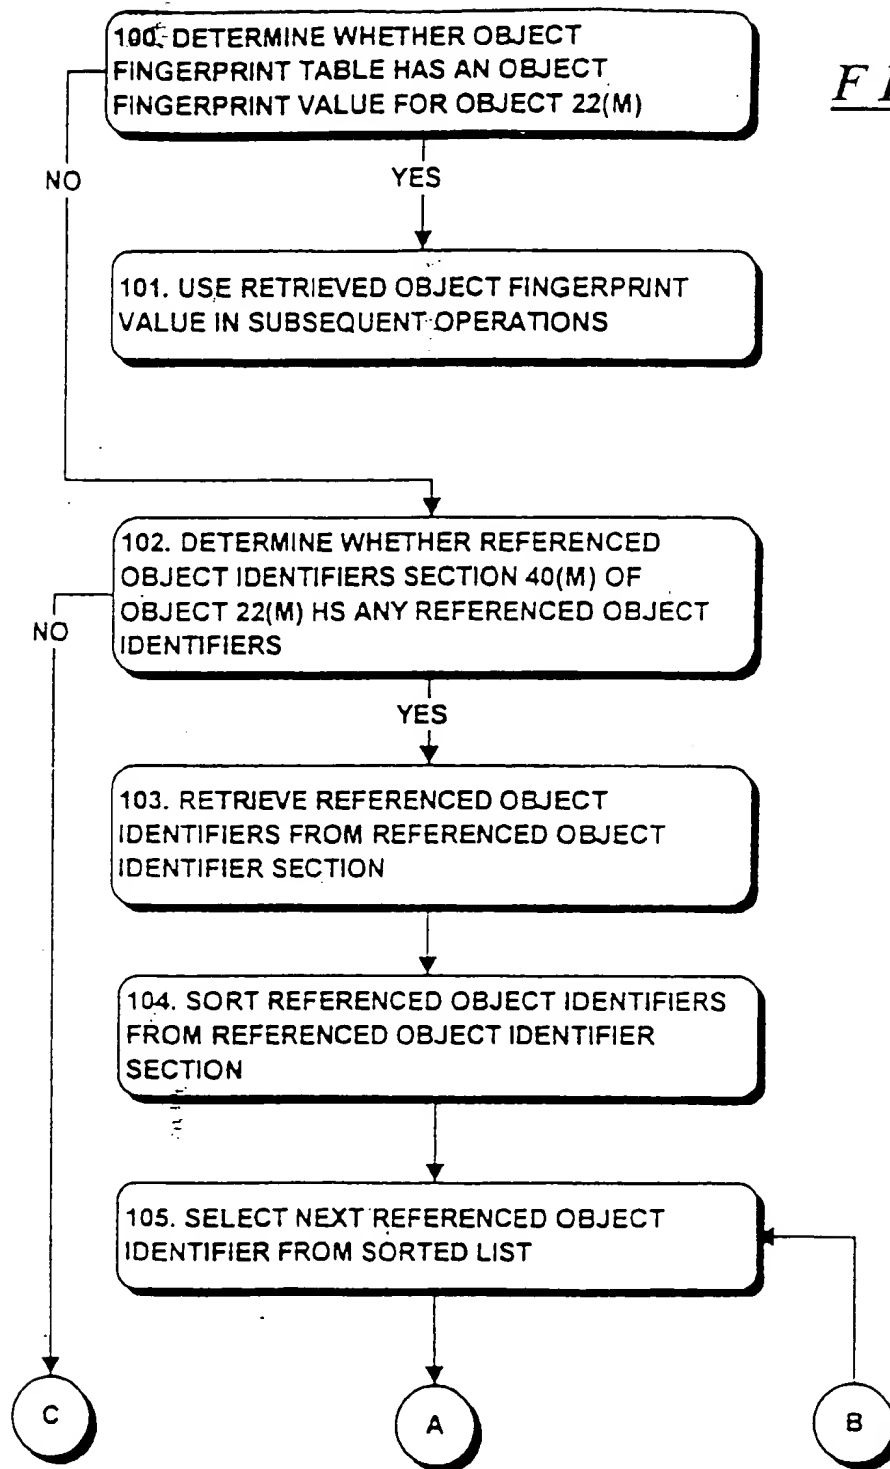 100. DETERMINE WHETHER OBJECT
FINGERPRINT TABLE HAS AN OBJECT
FINGERPRINT VALUE FOR OBJECT 22(M)
F I
NO
YES
101. USE RETRIEVED OBJECT FINGERPRINT
VALUE IN SUBSEQUENT OPERATIONS
102. DETERMINE WHETHER REFERENCED
OBJECT IDENTIFIERS SECTION 40(M) OF
OBJECT 22(M) HS ANY REFERENCED OBJECT
IDENTIFIERS
NO
YES
103. RETRIEVE REFERENCED OBJECT
IDENTIFIERS FROM REFERENCED OBJECT
IDENTIFIER SECTION
104. SORT REFERENCED OBJECT IDENTIFIERS
FROM REFERENCED OBJECT IDENTIFIER
SECTION
105. SELECT NEXT REFERENCED OBJECT
IDENTIFIER FROM SORTED LIST
C
A
B